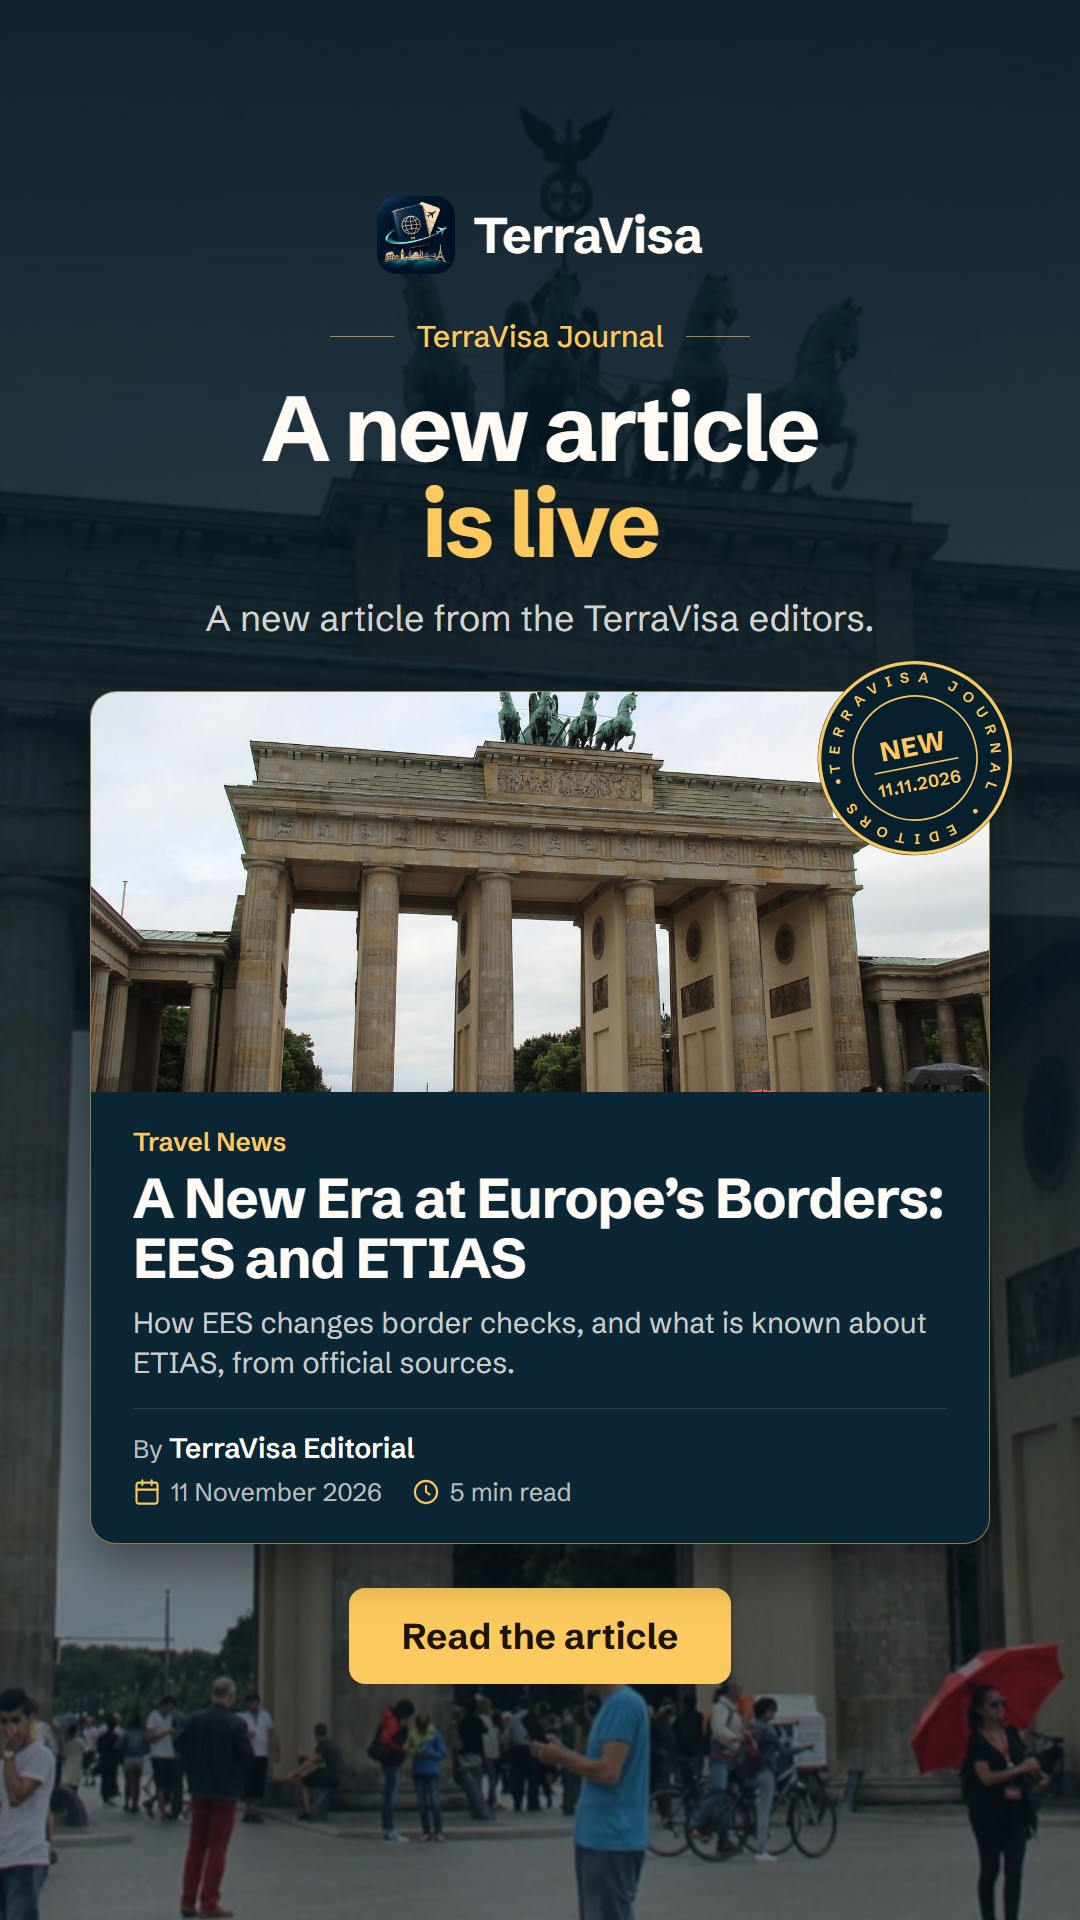 TerraVisa
TerraVisa Journal
A new article
is live
A new article from the TerraVisa editors.
TERRAVISA JOURNAL • EDITORS •
NEW
11.11.2026
Travel News
A New Era at Europe’s Borders:
EES and ETIAS
How EES changes border checks, and what is known about
ETIAS, from official sources.
By TerraVisa Editorial
11 November 2026
5 min read
Read the article